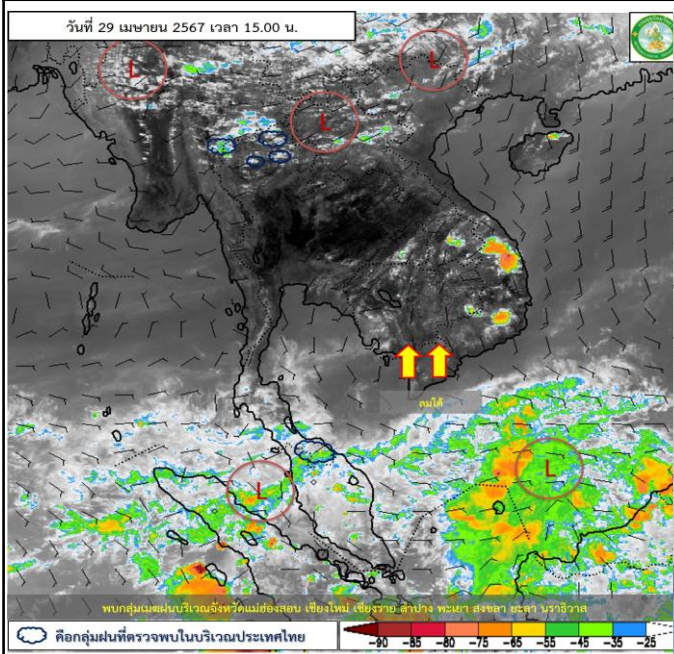 วันที่ 29 เมษายน 2567 เวลา 15.00 น.
L
L
L
ลมใต้
L
L
พบกลุ่มเมฆฝนบริเวณจังหวัดแม่ฮ่องสอน เชียงใหม่ เชียงราย ลำปาง พะเยา สงขลา ยะลา นราธิวาส
คือกลุ่มฝนที่ตรวจพบในบริเวณประเทศไทย
-90 -85 -80 -75 -65 -55 -45 -35 -25